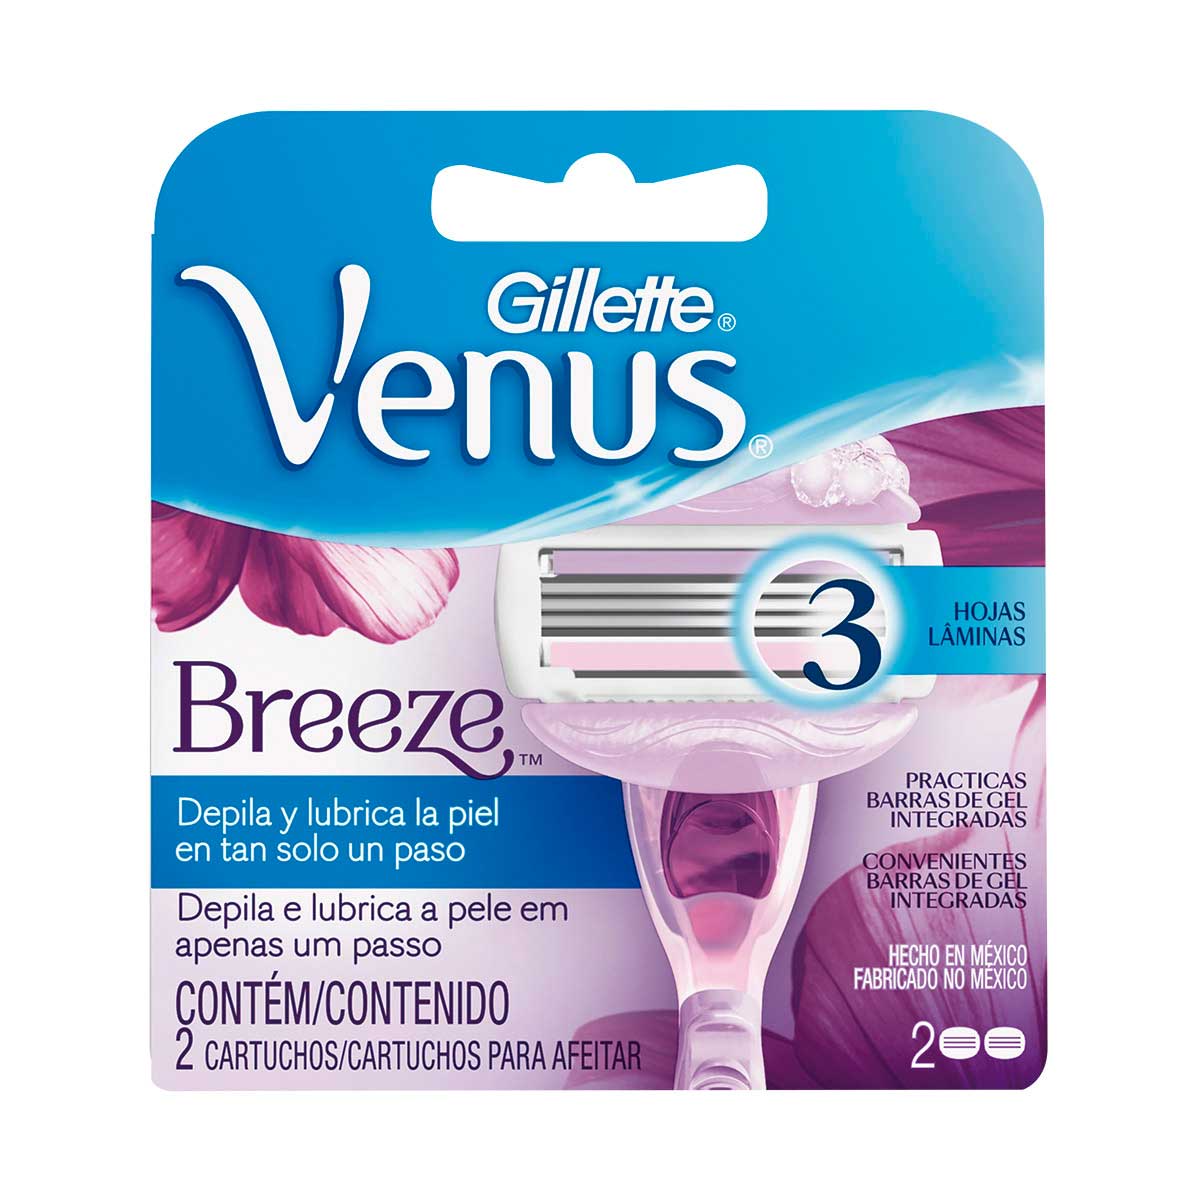 Gillette®
Venus®
3
HOJAS
LÂMINAS
Breeze™
Depila y lubrica la piel
en tan solo un paso
Depila e lubrica a pele em
apenas um passo
CONTÉM/CONTENIDO
2 CARTUCHOS/CARTUCHOS PARA AFEITAR
PRACTICAS
BARRAS DE GEL
INTEGRADAS
CONVENIENTES
BARRAS DE GEL
INTEGRADAS
HECHO EN MÉXICO
FABRICADO NO MÉXICO
2